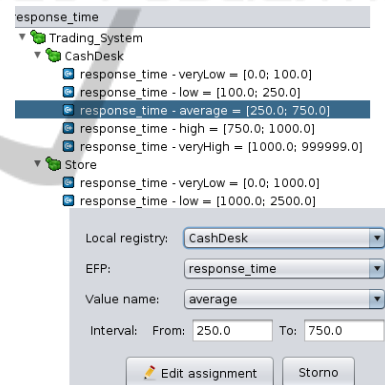 response_time
Trading_System
CashDesk
response_time - veryLow = [0.0; 100.0]
response_time - low = [100.0; 250.0]
response_time - average = [250.0; 750.0]
response_time - high = [750.0; 1000.0]
response_time - veryHigh = [1000.0; 999999.0]
Store
response_time - veryLow = [0.0; 1000.0]
response_time - low = [1000.0; 2500.0]
Local registry: CashDesk
EFP: response_time
Value name: average
Interval: From: 250.0 To: 750.0
Edit assignment Storno